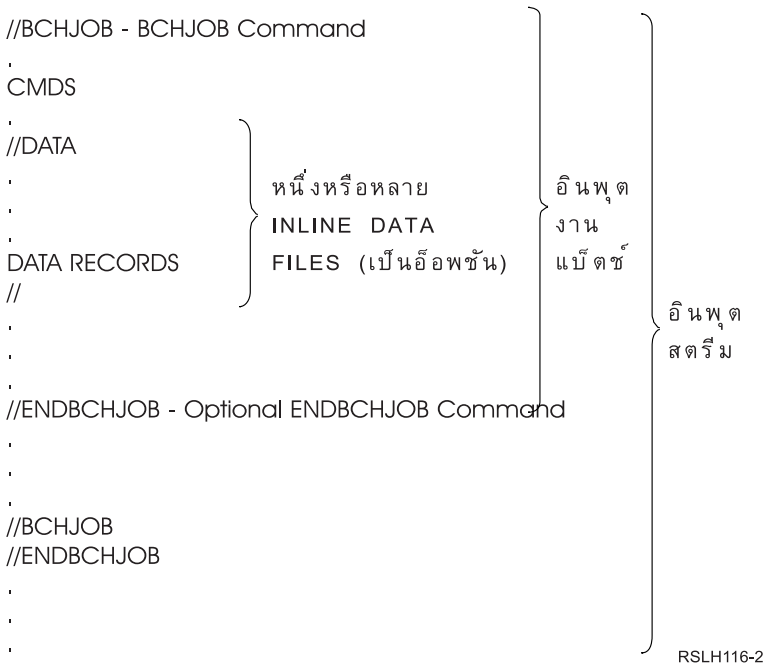 //BCHJOB - BCHJOB Command
.
CMDS
.
//DATA
.
.
.
DATA RECORDS
//
.
.
.
//ENDBCHJOB - Optional ENDBCHJOB Command
.
.
.
//BCHJOB
//ENDBCHJOB
.
.
.
หนึ่งหรือหลาย
INLINE DATA
FILES (เป็นอ็อพชัน)
อินพุต
งาน
แบ็ตช์
อินพุต
สตรีม
RSLH116-2